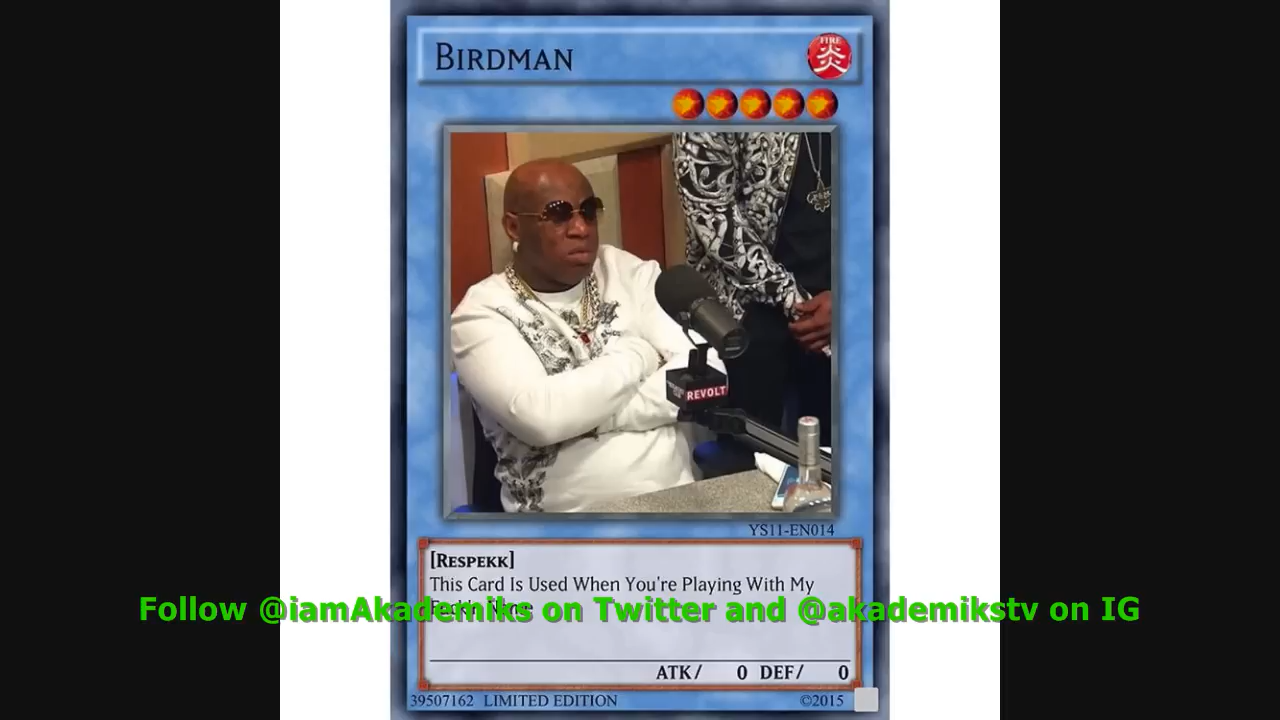 BIRDMAN
FIRE
炎
REVOLT
YS11-EN014
[RESPEKK]
This Card Is Used When You're Playing With My
Follow @iamAkademiks on Twitter and @akademikstv on IG
ATK/ 0 DEF/ 0
39507162 LIMITED EDITION ©2015